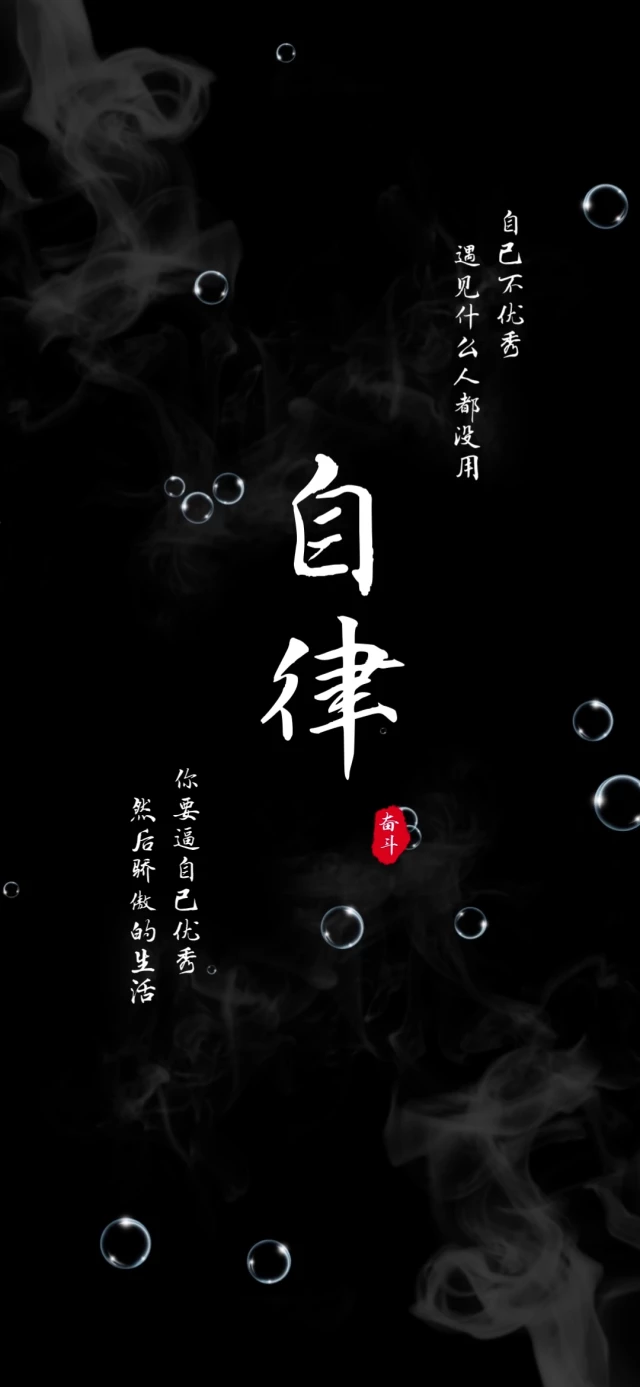 自己不优秀
遇见什么人都没用
自律
奋斗
你要逼自己优秀
然后骄傲的生活